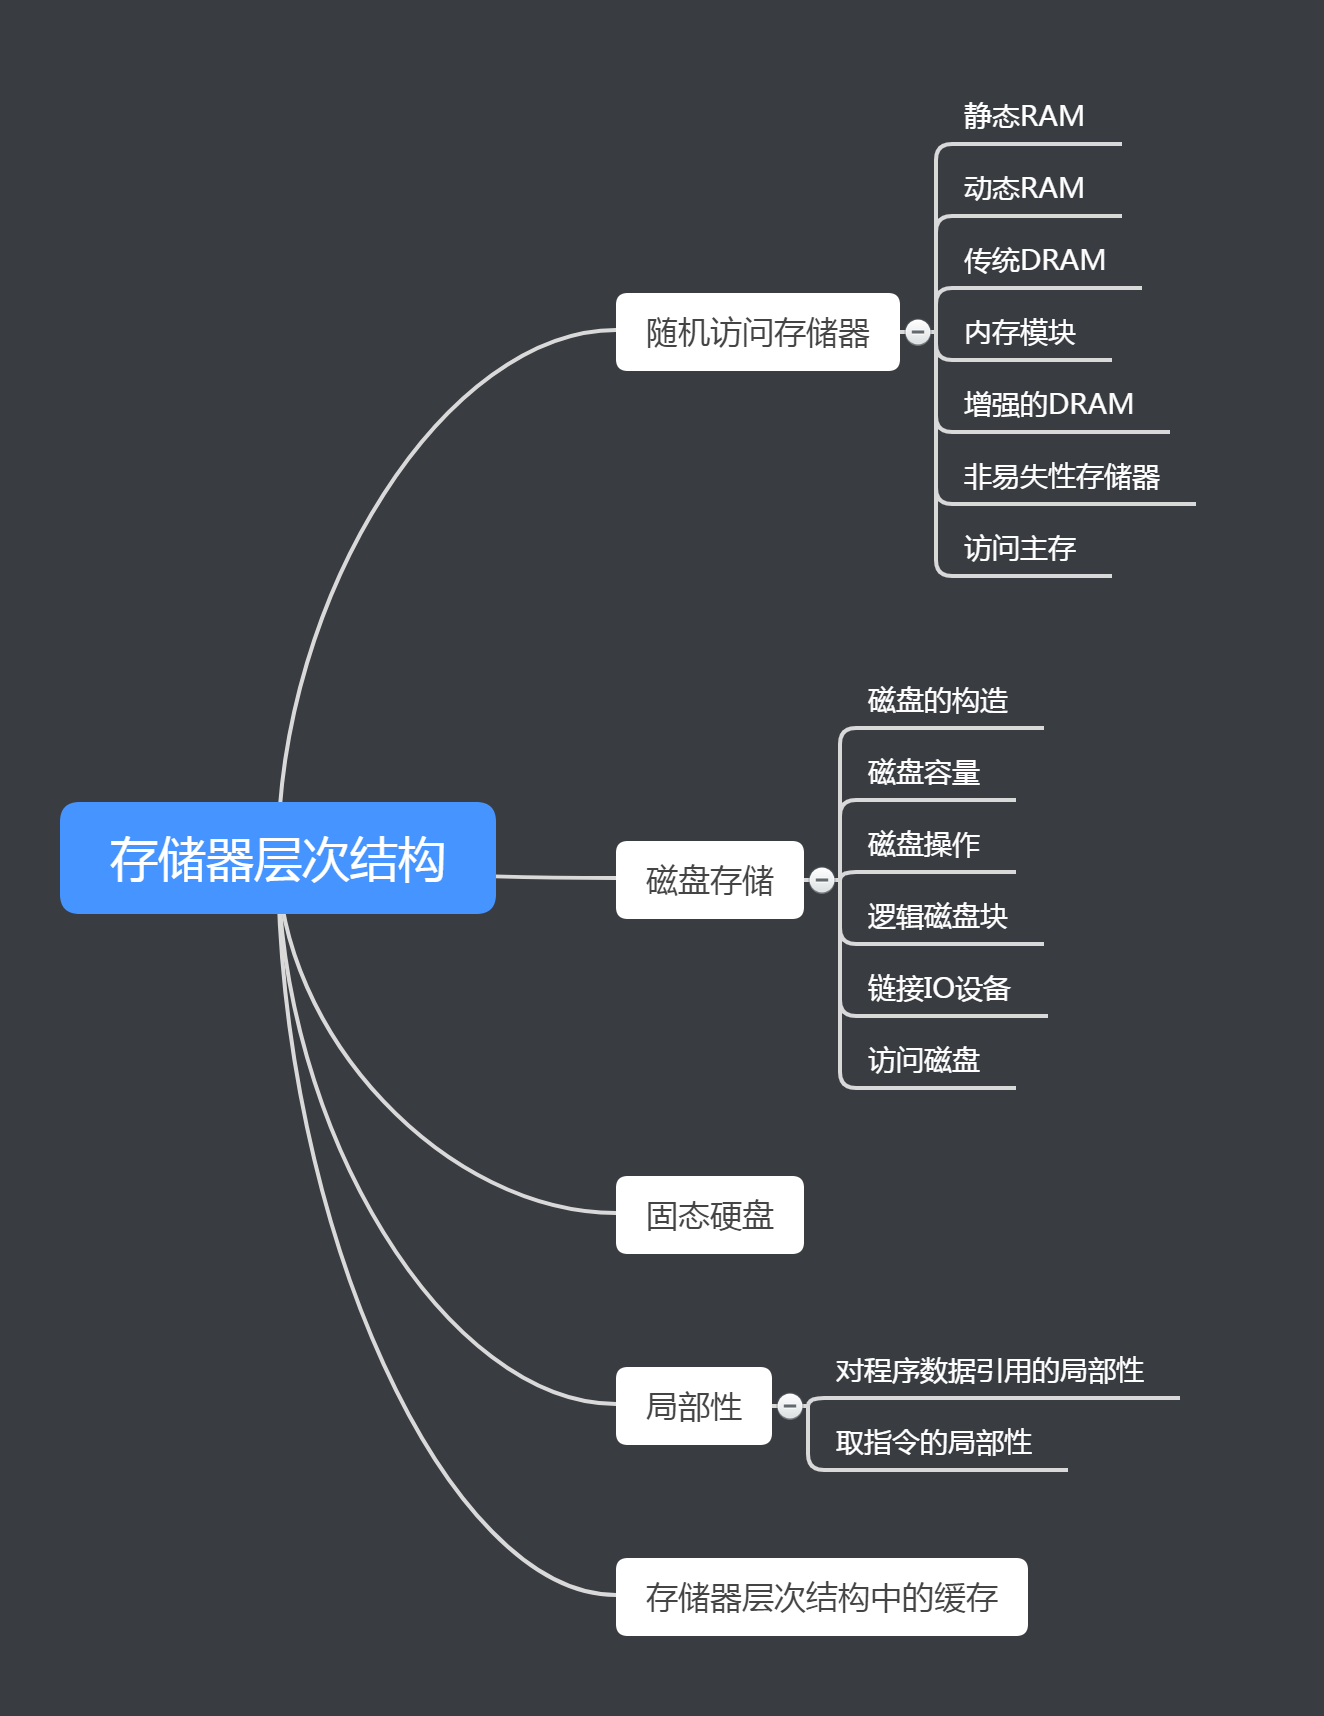 存储器层次结构
随机访问存储器
静态RAM
动态RAM
传统DRAM
内存模块
增强的DRAM
非易失性存储器
访问主存
磁盘存储
磁盘的构造
磁盘容量
磁盘操作
逻辑磁盘块
链接IO设备
访问磁盘
固态硬盘
局部性
对程序数据引用的局部性
取指令的局部性
存储器层次结构中的缓存